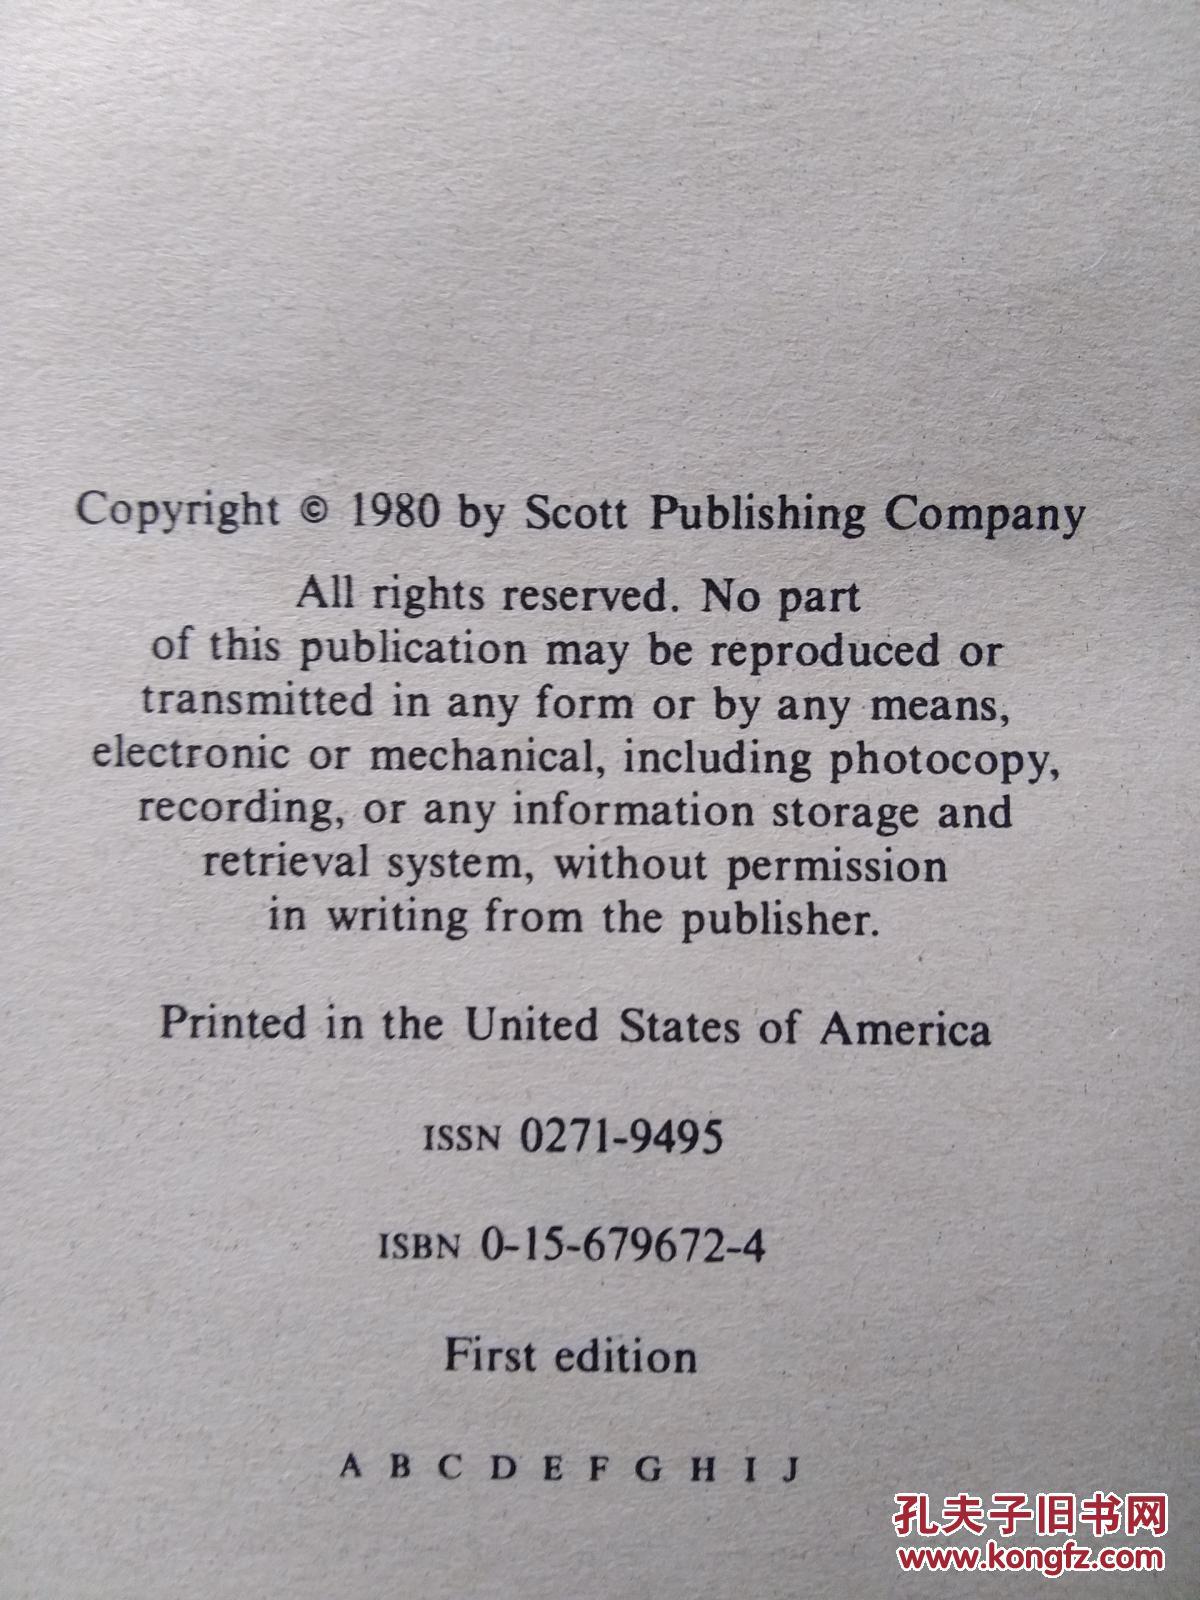 Copyright © 1980 by Scott Publishing Company
All rights reserved. No part
of this publication may be reproduced or
transmitted in any form or by any means,
electronic or mechanical, including photocopy,
recording, or any information storage and
retrieval system, without permission
in writing from the publisher.
Printed in the United States of America
ISSN 0271-9495
ISBN 0-15-679672-4
First edition
A B C D E F G H I J
孔夫子旧书网
www.kongfz.com